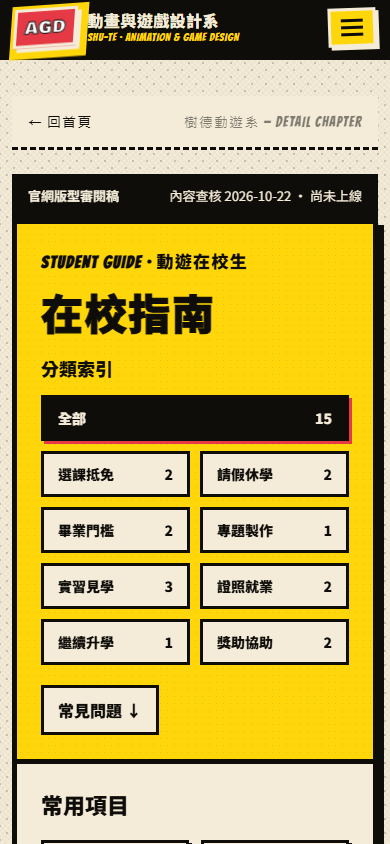 AGD
動畫與遊戲設計系
SHU-TE · ANIMATION & GAME DESIGN
← 回首頁
樹德動遊系 — DETAIL CHAPTER
官網版型審閱稿
內容查核 2026-10-22 · 尚未上線
STUDENT GUIDE · 動遊在校生
在校指南
分類索引
全部 15
選課抵免 2
請假休學 2
畢業門檻 2
專題製作 1
實習見學 3
證照就業 2
繼續升學 1
獎助協助 2
常見問題 ↓
常用項目